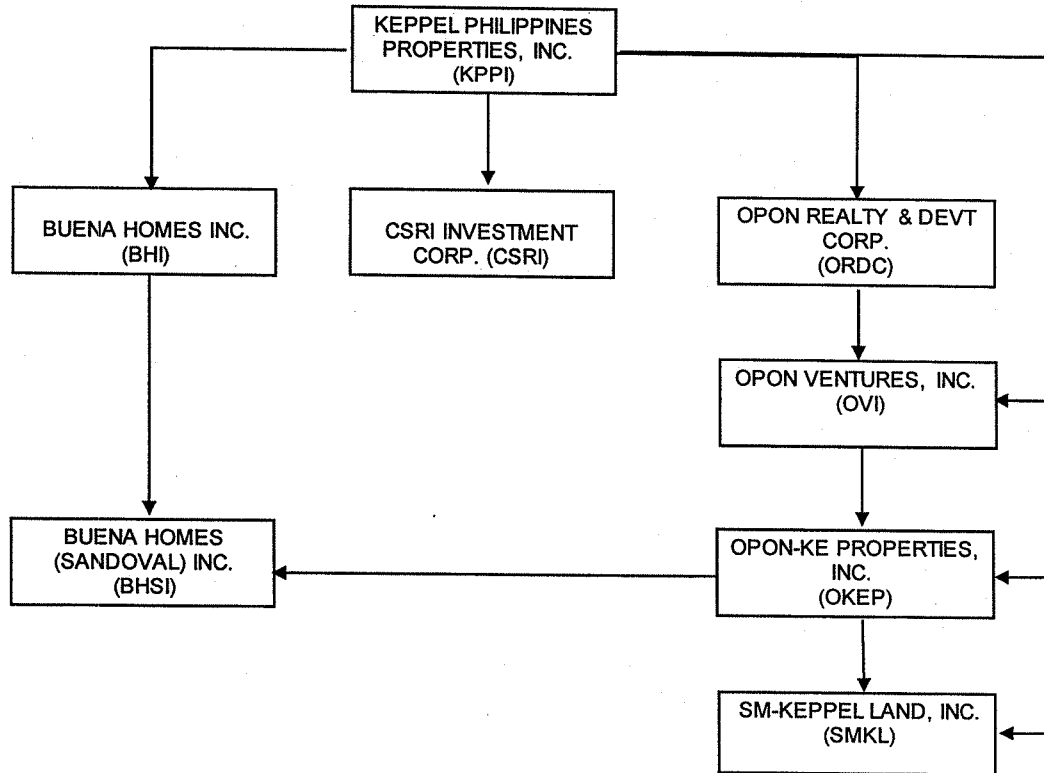 KEPPEL PHILIPPINES
PROPERTIES, INC.
(KPPI)
BUENA HOMES INC.
(BHI)
CSRI INVESTMENT
CORP. (CSRI)
OPON REALTY & DEVT
CORP.
(ORDC)
OPON VENTURES, INC.
(OVI)
BUENA HOMES
(SANDOVAL) INC.
(BHSI)
OPON-KE PROPERTIES,
INC.
(OKEP)
SM-KEPPEL LAND, INC.
(SMKL)